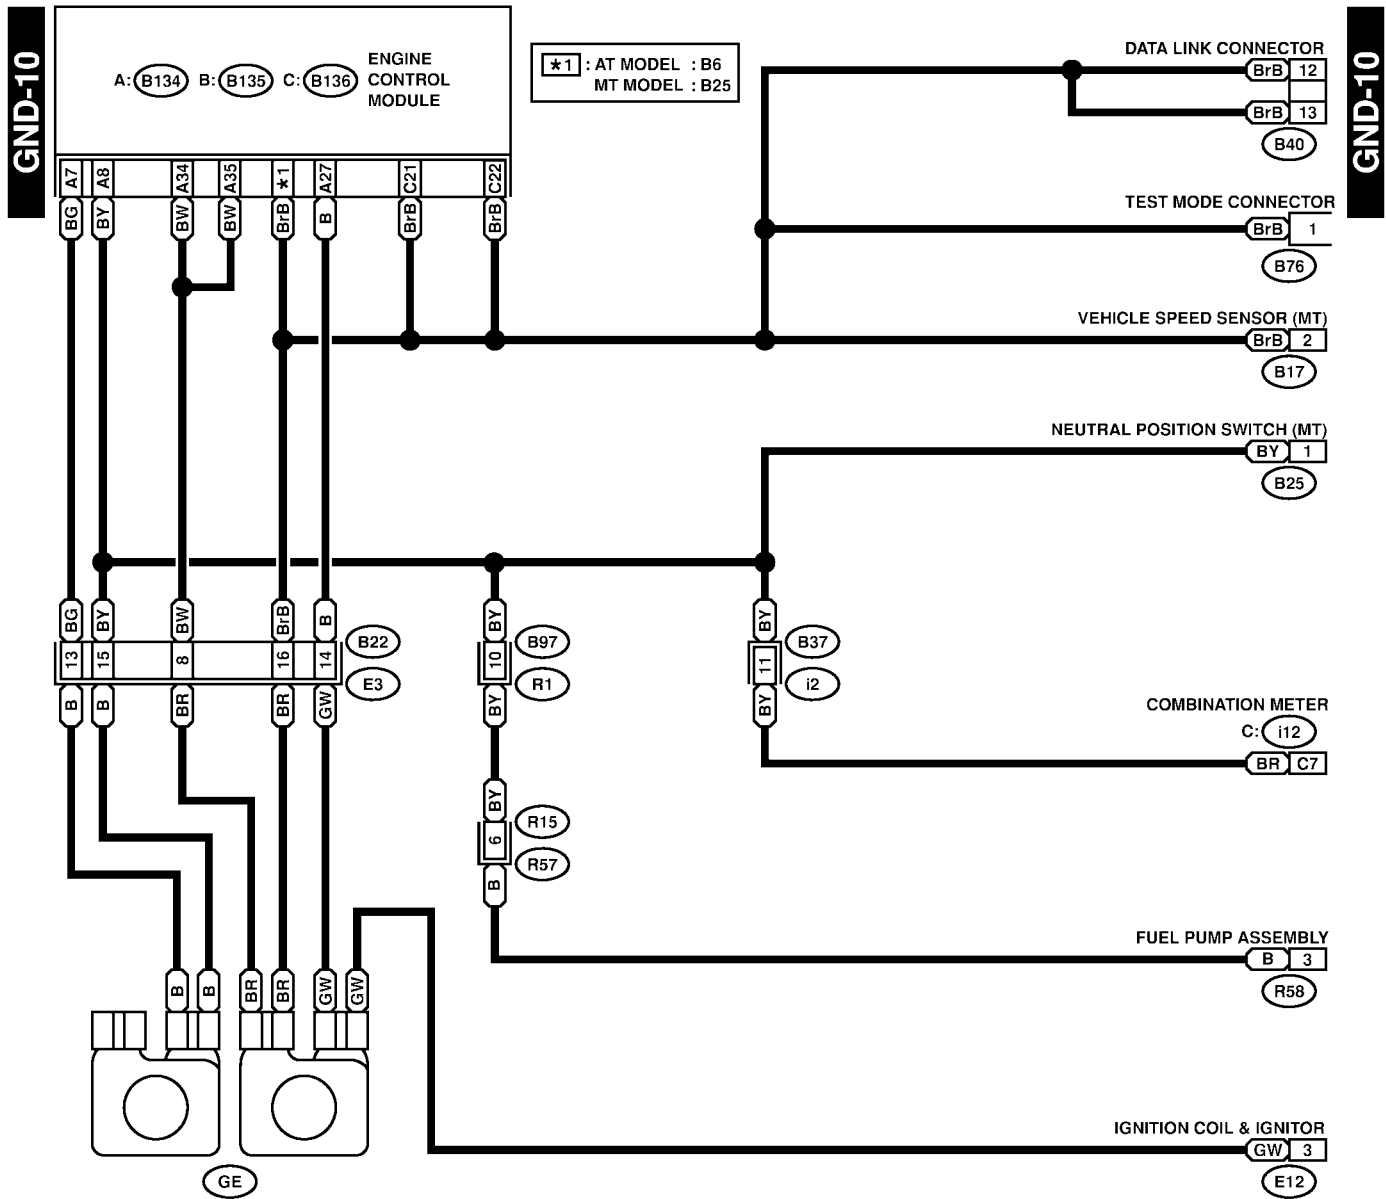 GND-10
GND-10
A: B134 B: B135 C: B136
ENGINE
CONTROL
MODULE
*1 : AT MODEL : B6
MT MODEL : B25
A7 A8 A34 A35 *1 A27 C21 C22
BG BY BW BW BrB B BrB BrB
DATA LINK CONNECTOR
BrB 12
BrB 13
B40
TEST MODE CONNECTOR
BrB 1
B76
VEHICLE SPEED SENSOR (MT)
BrB 2
B17
NEUTRAL POSITION SWITCH (MT)
BY 1
B25
BG BY BW BrB B BY BY
B22 B97 B37
13 15 8 16 14 10 11
E3 R1 i2
B B BR BR GW BY BY
COMBINATION METER
C: i12
BR C7
BY
R15
6
R57
B
FUEL PUMP ASSEMBLY
B 3
R58
B B BR BR GW GW
IGNITION COIL & IGNITOR
GW 3
E12
GE